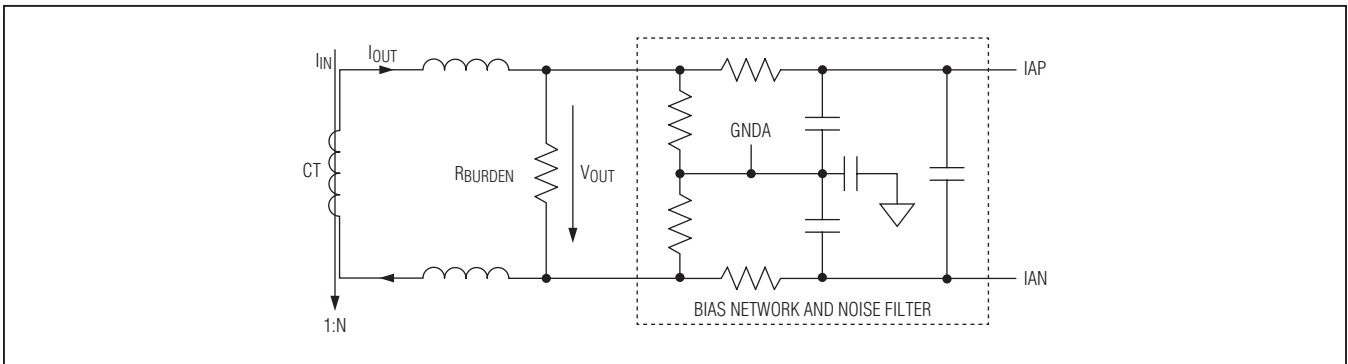 IIN
IOUT
IAP
GNDA
CT
RBURDEN
VOUT
IAN
BIAS NETWORK AND NOISE FILTER
1:N